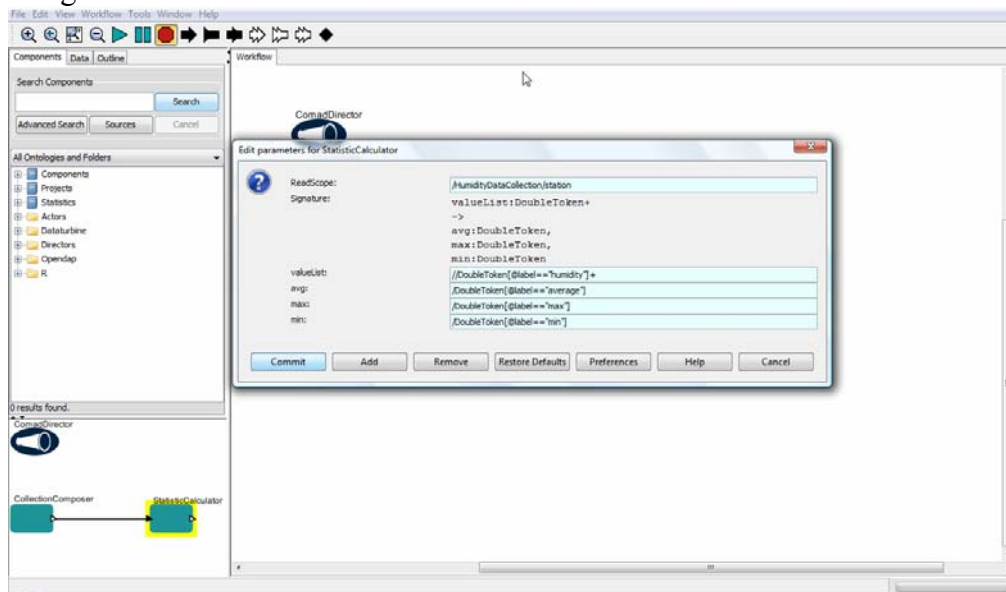 File Edit View Workflow Tools Window Help
Components Data Outline
Workflow
Search Components
Search
Advanced Search Sources Cancel
All Ontologies and Folders
Components
Projects
Statistics
Actors
Dataturbine
Directors
Opendap
R
0 results found.
ComadDirector
CollectionComposer
StatisticCalculator
ComadDirector
Edit parameters for StatisticCalculator
ReadScope: /HumidityDataCollection/station
Signature: valueList:DoubleToken+
->
avg:DoubleToken,
max:DoubleToken,
min:DoubleToken
valueList: //DoubleToken[@label=="humidity"]+
avg: /DoubleToken[@label=="average"]
max: /DoubleToken[@label=="max"]
min: /DoubleToken[@label=="min"]
Commit Add Remove Restore Defaults Preferences Help Cancel